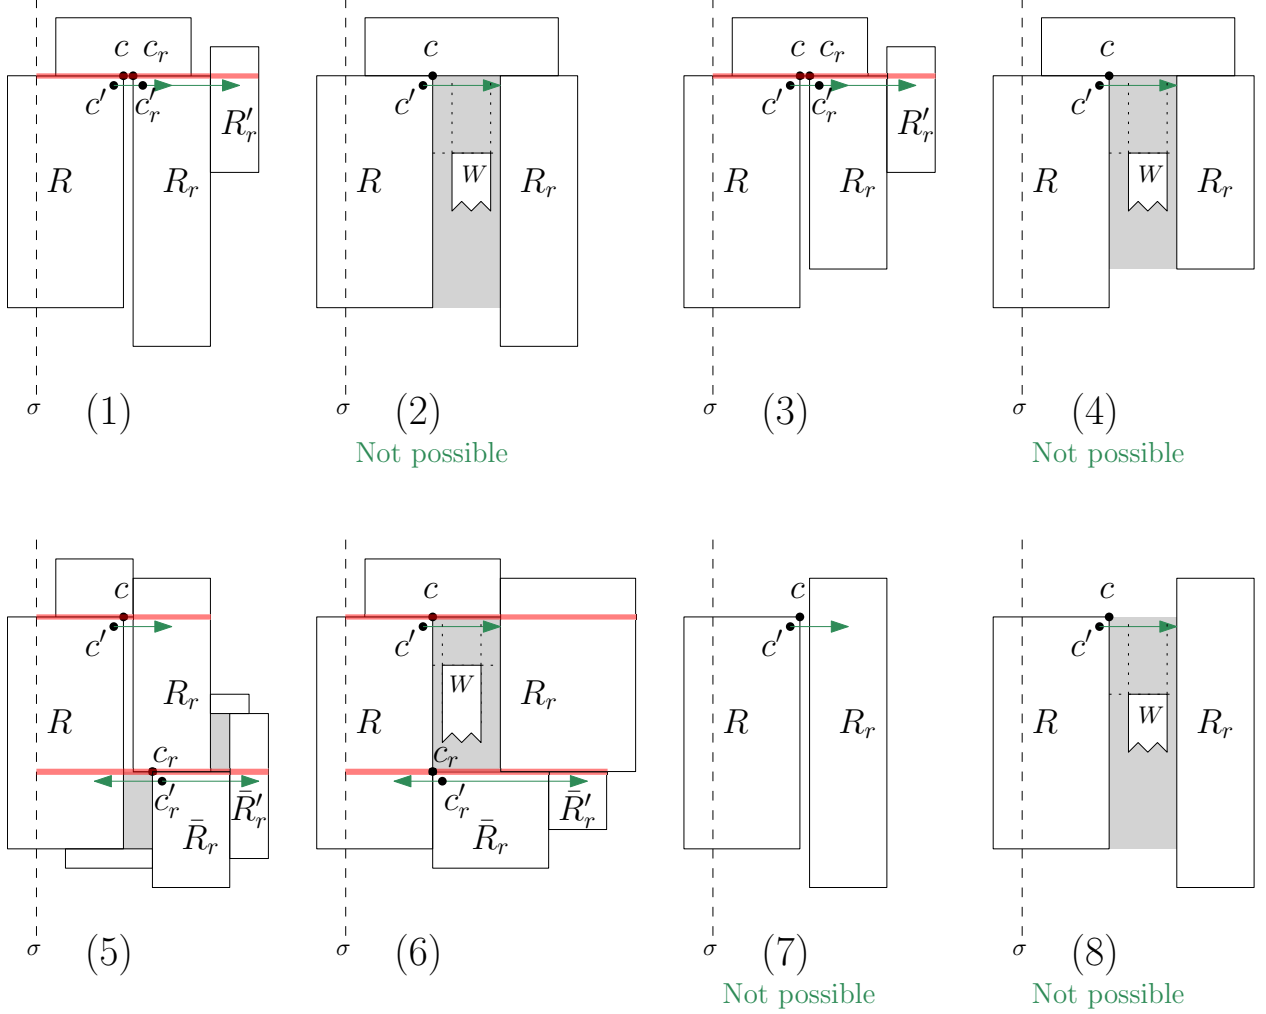 c c_r c c c_r c
c' c'_r R'_r c' c' c'_r R'_r c'
R R_r R W R_r R R_r R W R_r
σ (1) σ (2) σ (3) σ (4)
Not possible Not possible
c c c c
c' c' c' c'
R R_r R W R_r R R_r R W R_r
c_r c_r
c'_r R̄'_r c'_r R̄'_r
R̄_r R̄_r
σ (5) σ (6) σ (7) σ (8)
Not possible Not possible